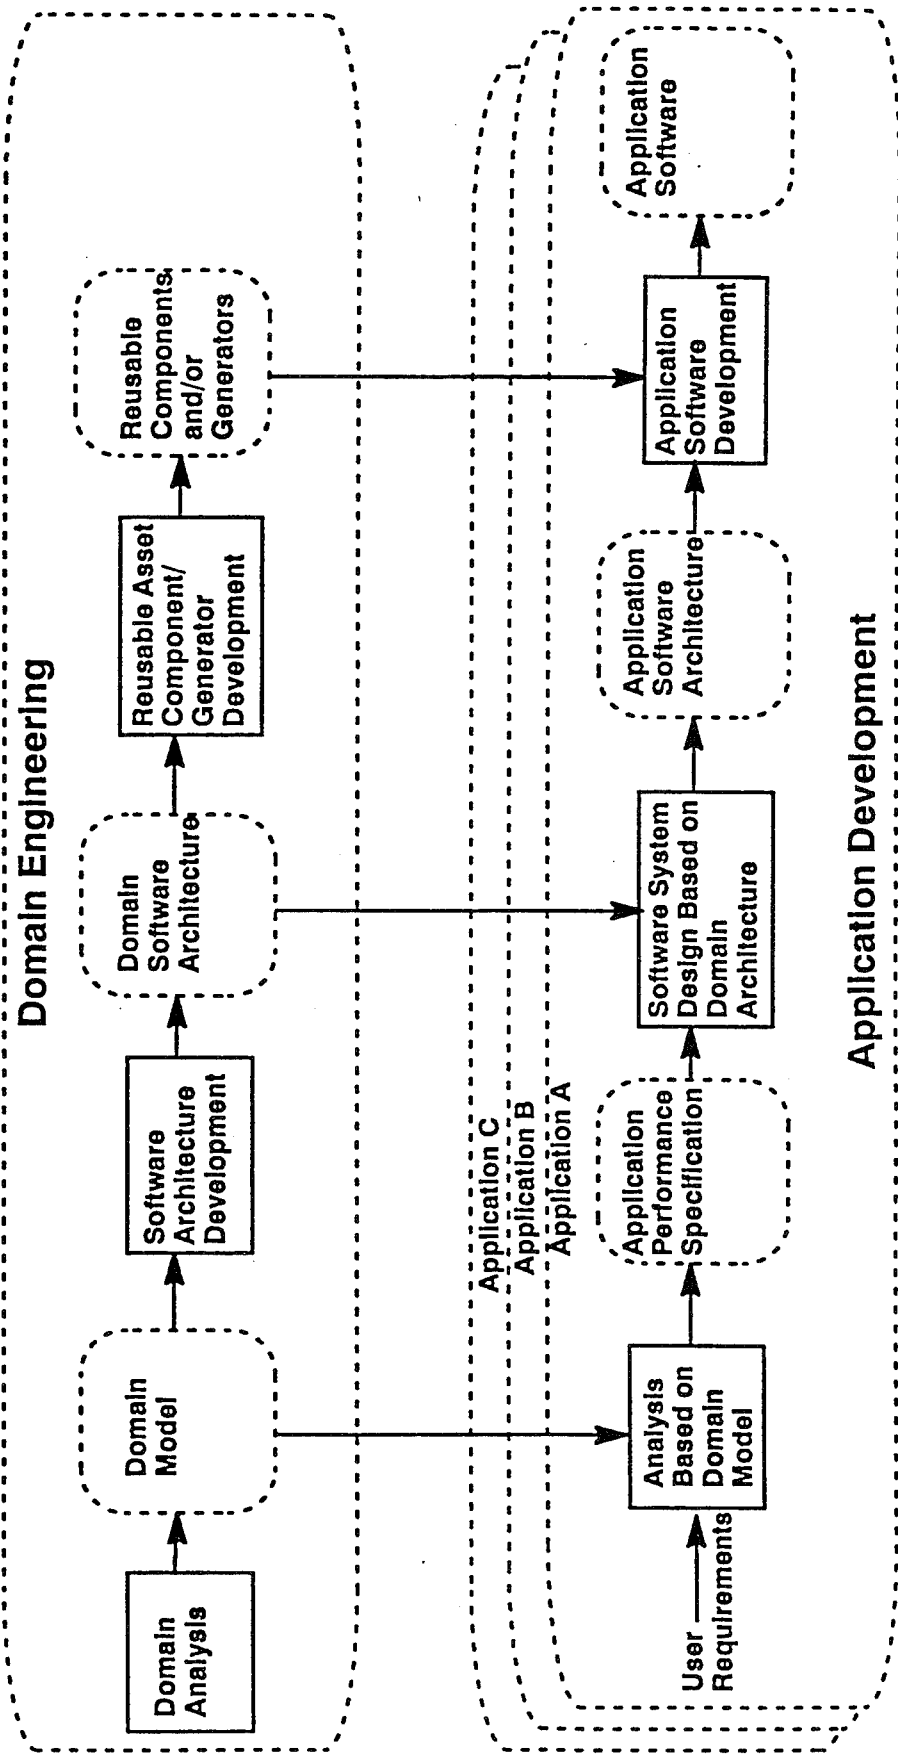 Domain Engineering
Domain
Analysis
Domain
Model
Software
Architecture
Development
Domain
Software
Architecture
Reusable Asset
Component/
Generator
Development
Reusable
Components
and/or
Generators
Application C
Application B
Application A
User
Requirements
Analysis
Based on
Domain
Model
Application
Performance
Specification
Software System
Design Based on
Domain
Architecture
Application
Software
Architecture
Application
Software
Development
Application
Software
Application Development